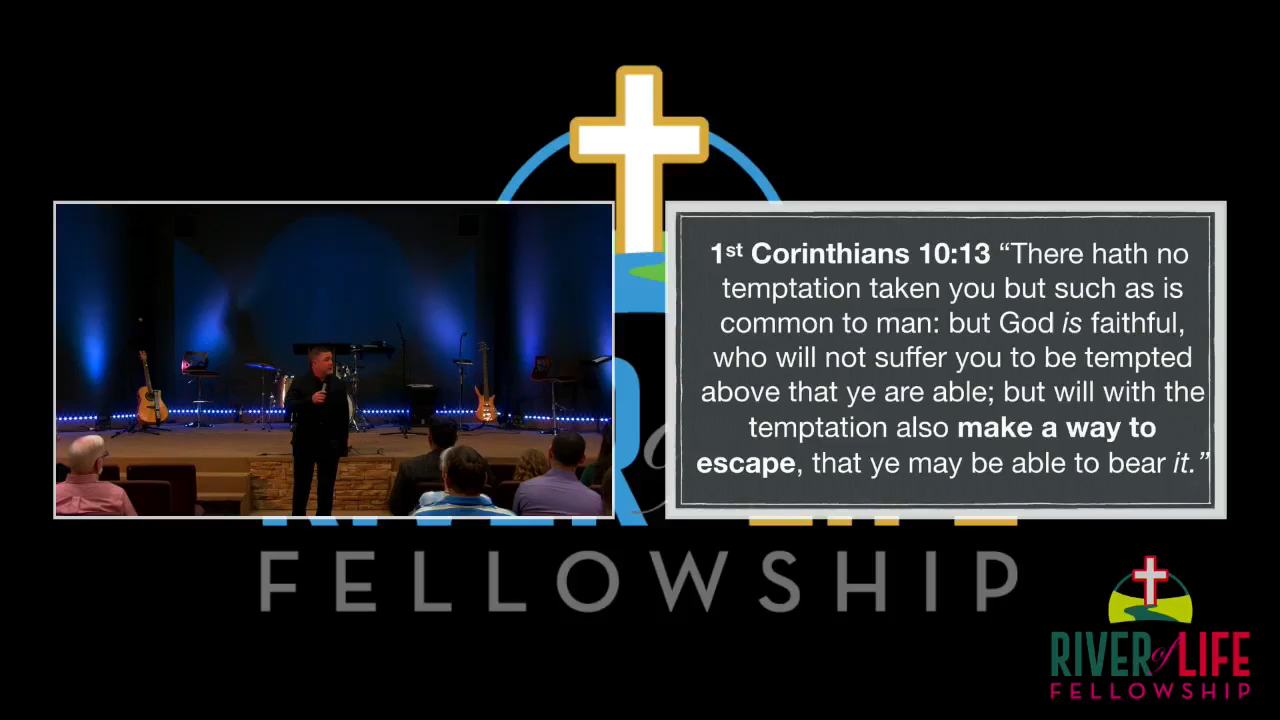 1st Corinthians 10:13 “There hath no
temptation taken you but such as is
common to man: but God is faithful,
who will not suffer you to be tempted
above that ye are able; but will with the
temptation also make a way to
escape, that ye may be able to bear it.”
FELLOWSHIP
RIVER of LIFE
FELLOWSHIP